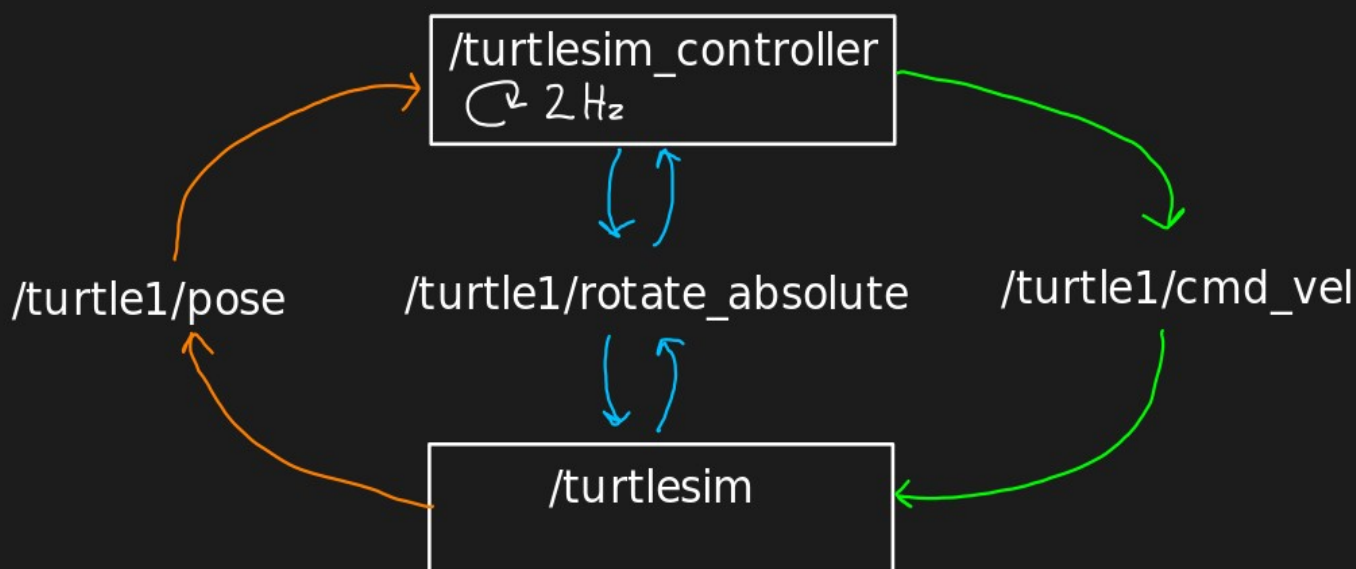 /turtlesim_controller
2 Hz
/turtle1/pose
/turtle1/rotate_absolute
/turtle1/cmd_vel
/turtlesim